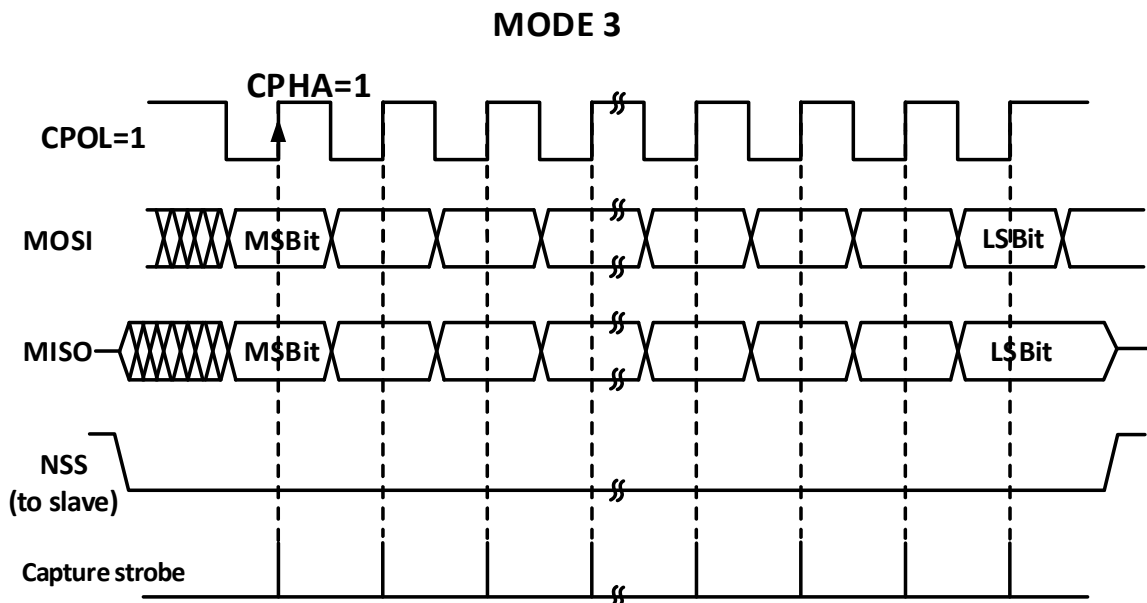 MODE 3
CPHA=1
CPOL=1
MOSI
MSBit
LSBit
MISO
MSBit
LSBit
NSS
(to slave)
Capture strobe